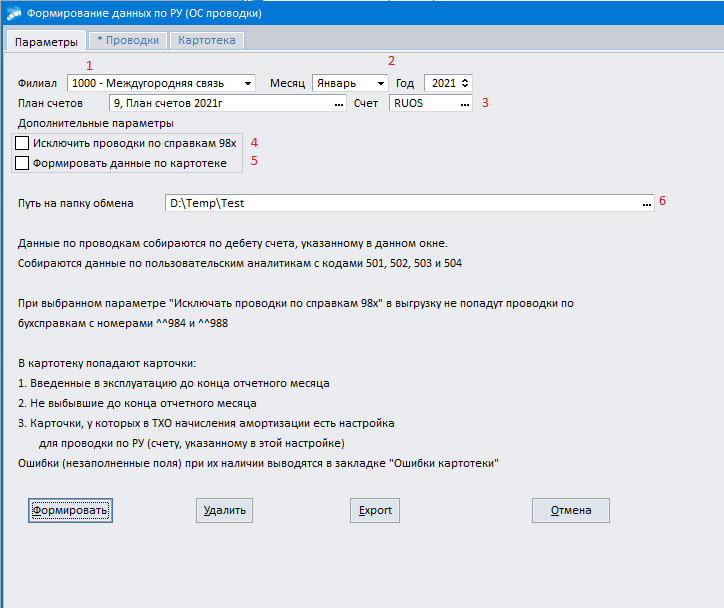 Формирование данных по РУ (ОС проводки)
Параметры * Проводки Картотека
1 2
Филиал 1000 - Междугородняя связь Месяц Январь Год 2021
План счетов 9, План счетов 2021г ... Счет RUOS ... 3
Дополнительные параметры
Исключить проводки по справкам 98х 4
Формировать данные по картотеке 5
Путь на папку обмена D:\Temp\Test ... 6
Данные по проводкам собираются по дебету счета, указанному в данном окне.
Собираются данные по пользовательским аналитикам с кодами 501, 502, 503 и 504
При выбранном параметре "Исключать проводки по справкам 98х" в выгрузку не попадут проводки по
бухсправкам с номерами ^^984 и ^^988
В картотеку попадают карточки:
1. Введенные в эксплуатацию до конца отчетного месяца
2. Не выбывшие до конца отчетного месяца
3. Карточки, у которых в ТХО начисления амортизации есть настройка
для проводки по РУ (счету, указанному в этой настройке)
Ошибки (незаполненные поля) при их наличии выводятся в закладке "Ошибки картотеки"
Формировать Удалить Export Отмена